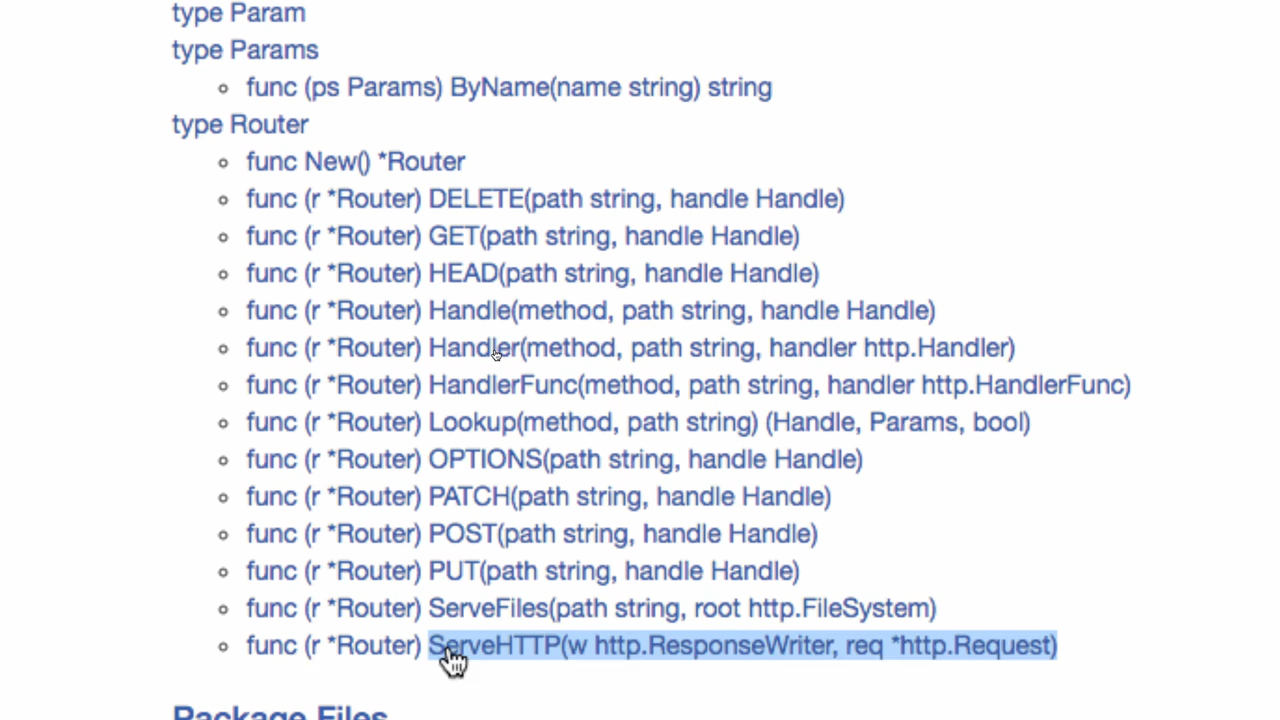 type Param
type Params
func (ps Params) ByName(name string) string
type Router
func New() *Router
func (r *Router) DELETE(path string, handle Handle)
func (r *Router) GET(path string, handle Handle)
func (r *Router) HEAD(path string, handle Handle)
func (r *Router) Handle(method, path string, handle Handle)
func (r *Router) Handler(method, path string, handler http.Handler)
func (r *Router) HandlerFunc(method, path string, handler http.HandlerFunc)
func (r *Router) Lookup(method, path string) (Handle, Params, bool)
func (r *Router) OPTIONS(path string, handle Handle)
func (r *Router) PATCH(path string, handle Handle)
func (r *Router) POST(path string, handle Handle)
func (r *Router) PUT(path string, handle Handle)
func (r *Router) ServeFiles(path string, root http.FileSystem)
func (r *Router) ServeHTTP(w http.ResponseWriter, req *http.Request)
Package Files